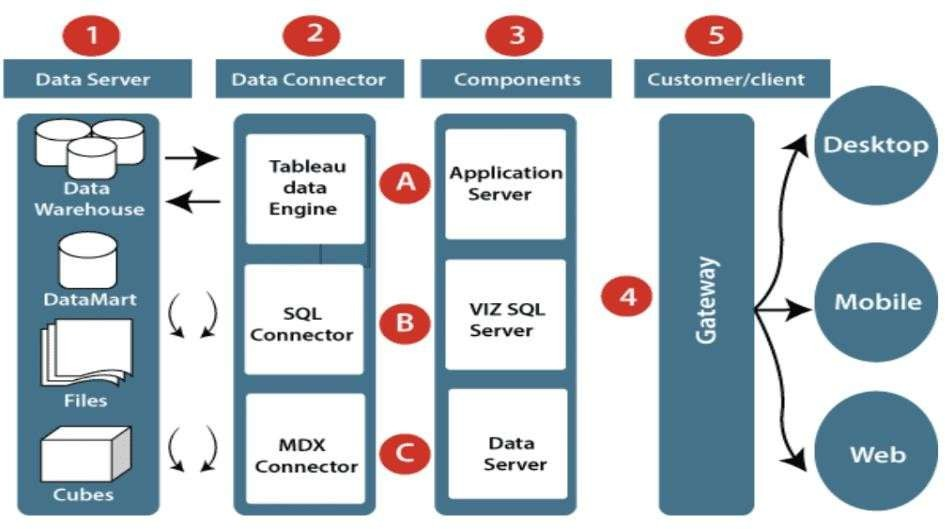 1
2
3
5
Data Server
Data Connector
Components
Customer/client
Data
Warehouse
DataMart
Files
Cubes
Tableau
data
Engine
SQL
Connector
MDX
Connector
A
B
C
Application
Server
VIZ SQL
Server
Data
Server
4
Gateway
Desktop
Mobile
Web